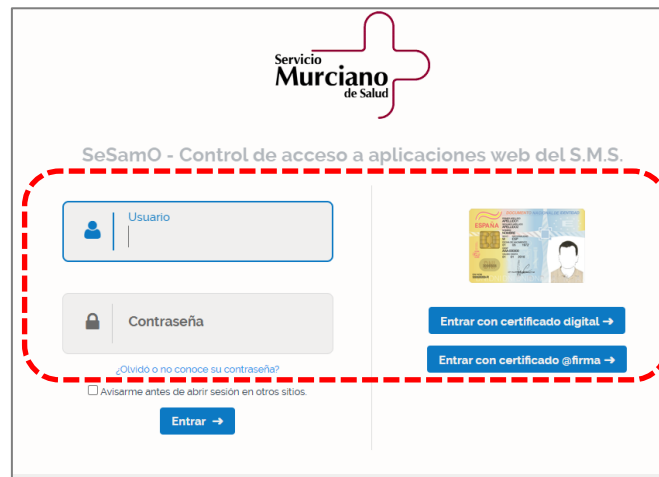 Servicio
Murciano
de Salud
SeSamO - Control de acceso a aplicaciones web del S.M.S.
Usuario
Contraseña
¿Olvidó o no conoce su contraseña?
Avisarme antes de abrir sesión en otros sitios.
Entrar →
ESPAÑA
Entrar con certificado digital →
Entrar con certificado @firma →